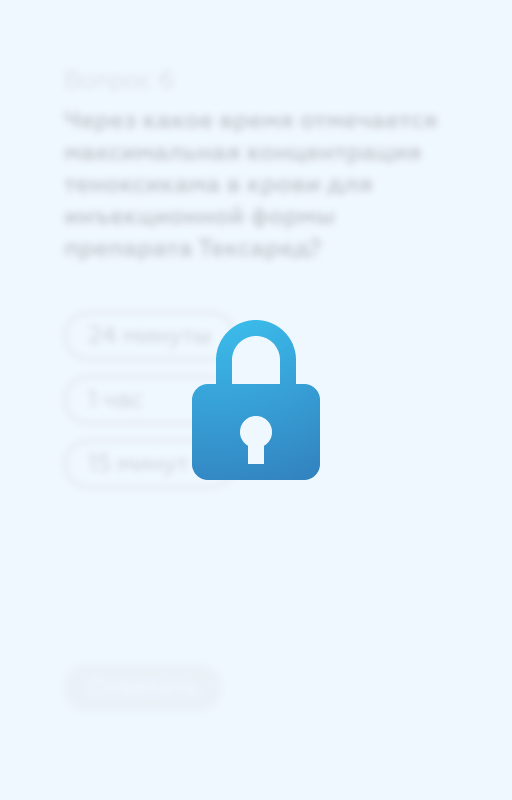 Вопрос 6
Через какое время отмечается
максимальная концентрация
теноксикама в крови для
инъекционной формы
препарата Тексаред?
24 минуты
1 час
15 минут